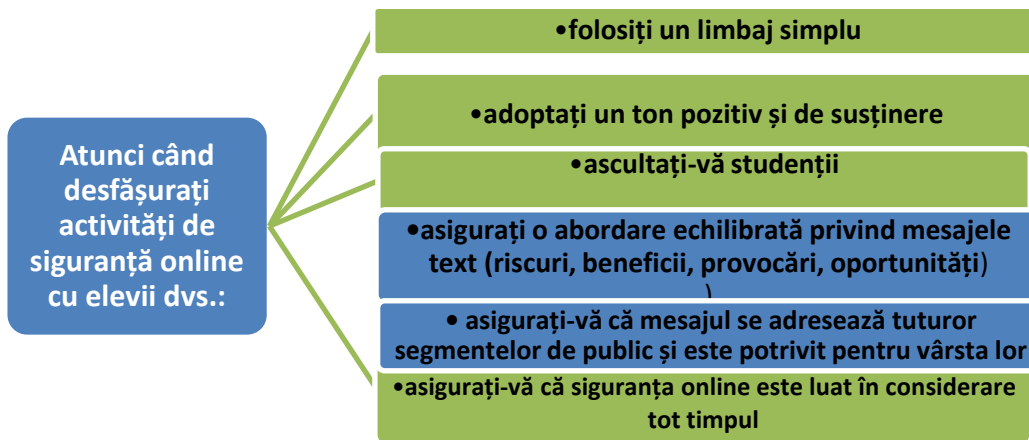 Atunci când
desfășurați
activități de
siguranță online
cu elevii dvs.:
•folosiți un limbaj simplu
•adoptați un ton pozitiv și de susținere
•ascultați-vă studenții
•asigurați o abordare echilibrată privind mesajele
text (riscuri, beneficii, provocări, oportunități)
)
• asigurați-vă că mesajul se adresează tuturor
segmentelor de public și este potrivit pentru vârsta lor
•asigurați-vă că siguranța online este luat în considerare
tot timpul